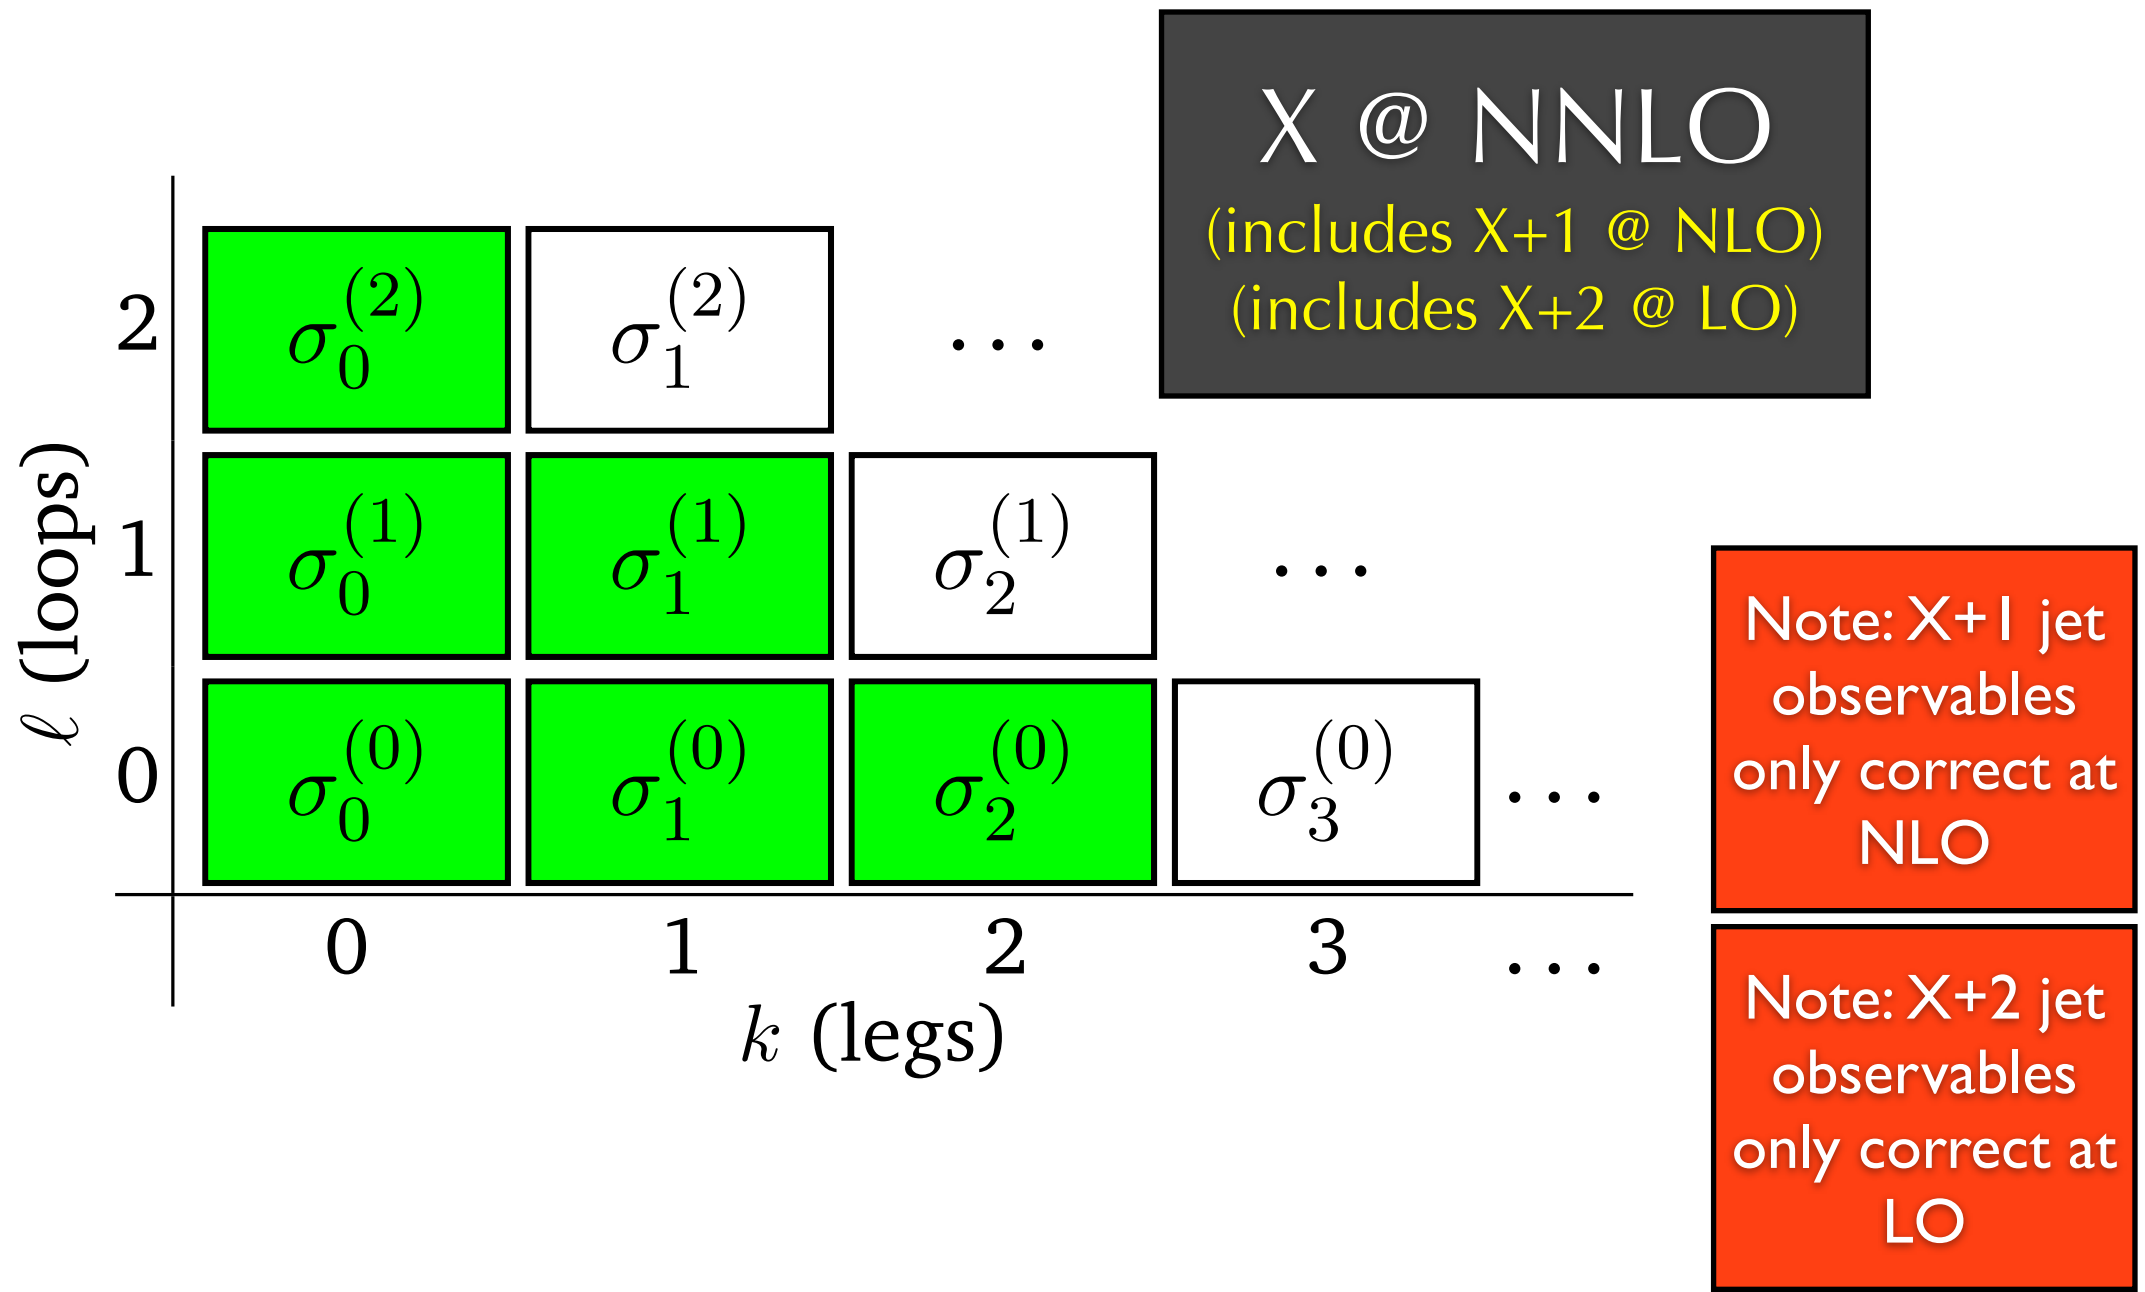 X @ NNLO
(includes X+1 @ NLO)
(includes X+2 @ LO)
ℓ (loops)
2 σ₀⁽²⁾ σ₁⁽²⁾ ...
1 σ₀⁽¹⁾ σ₁⁽¹⁾ σ₂⁽¹⁾ ...
0 σ₀⁽⁰⁾ σ₁⁽⁰⁾ σ₂⁽⁰⁾ σ₃⁽⁰⁾ ...
0 1 2 3 ...
k (legs)
Note: X+1 jet
observables
only correct at
NLO
Note: X+2 jet
observables
only correct at
LO